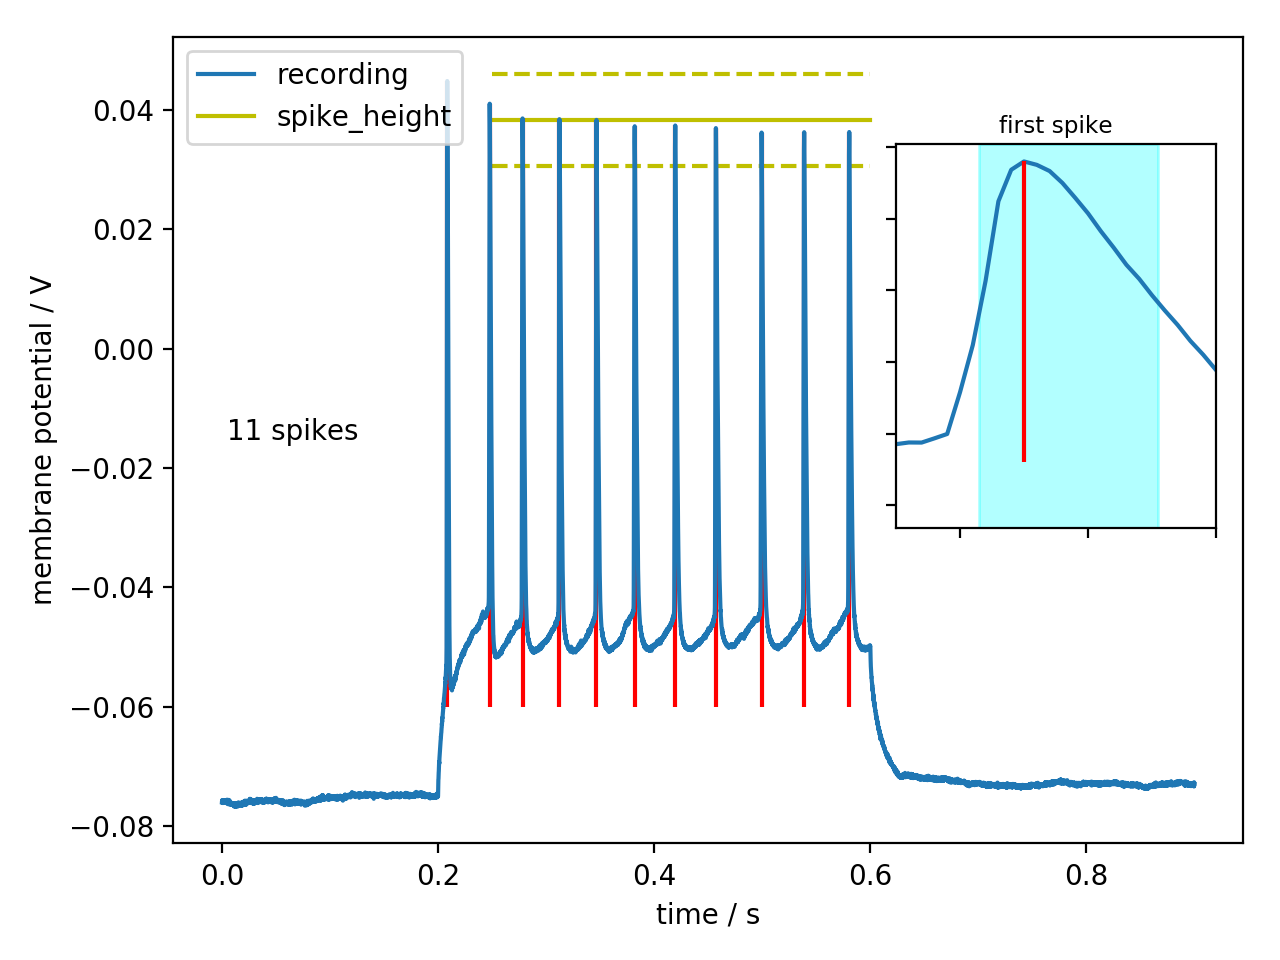 recording
spike_height
first spike
11 spikes
membrane potential / V
0.04
0.02
0.00
−0.02
−0.04
−0.06
−0.08
0.0
0.2
0.4
0.6
0.8
time / s